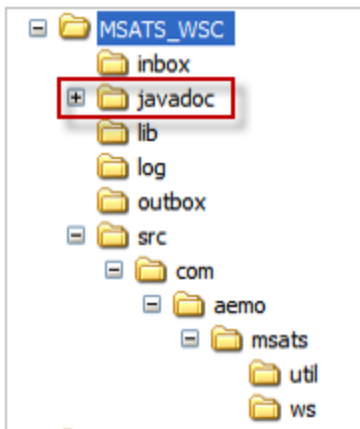 MSATS_WSC
inbox
javadoc
lib
log
outbox
src
com
aemo
msats
util
ws